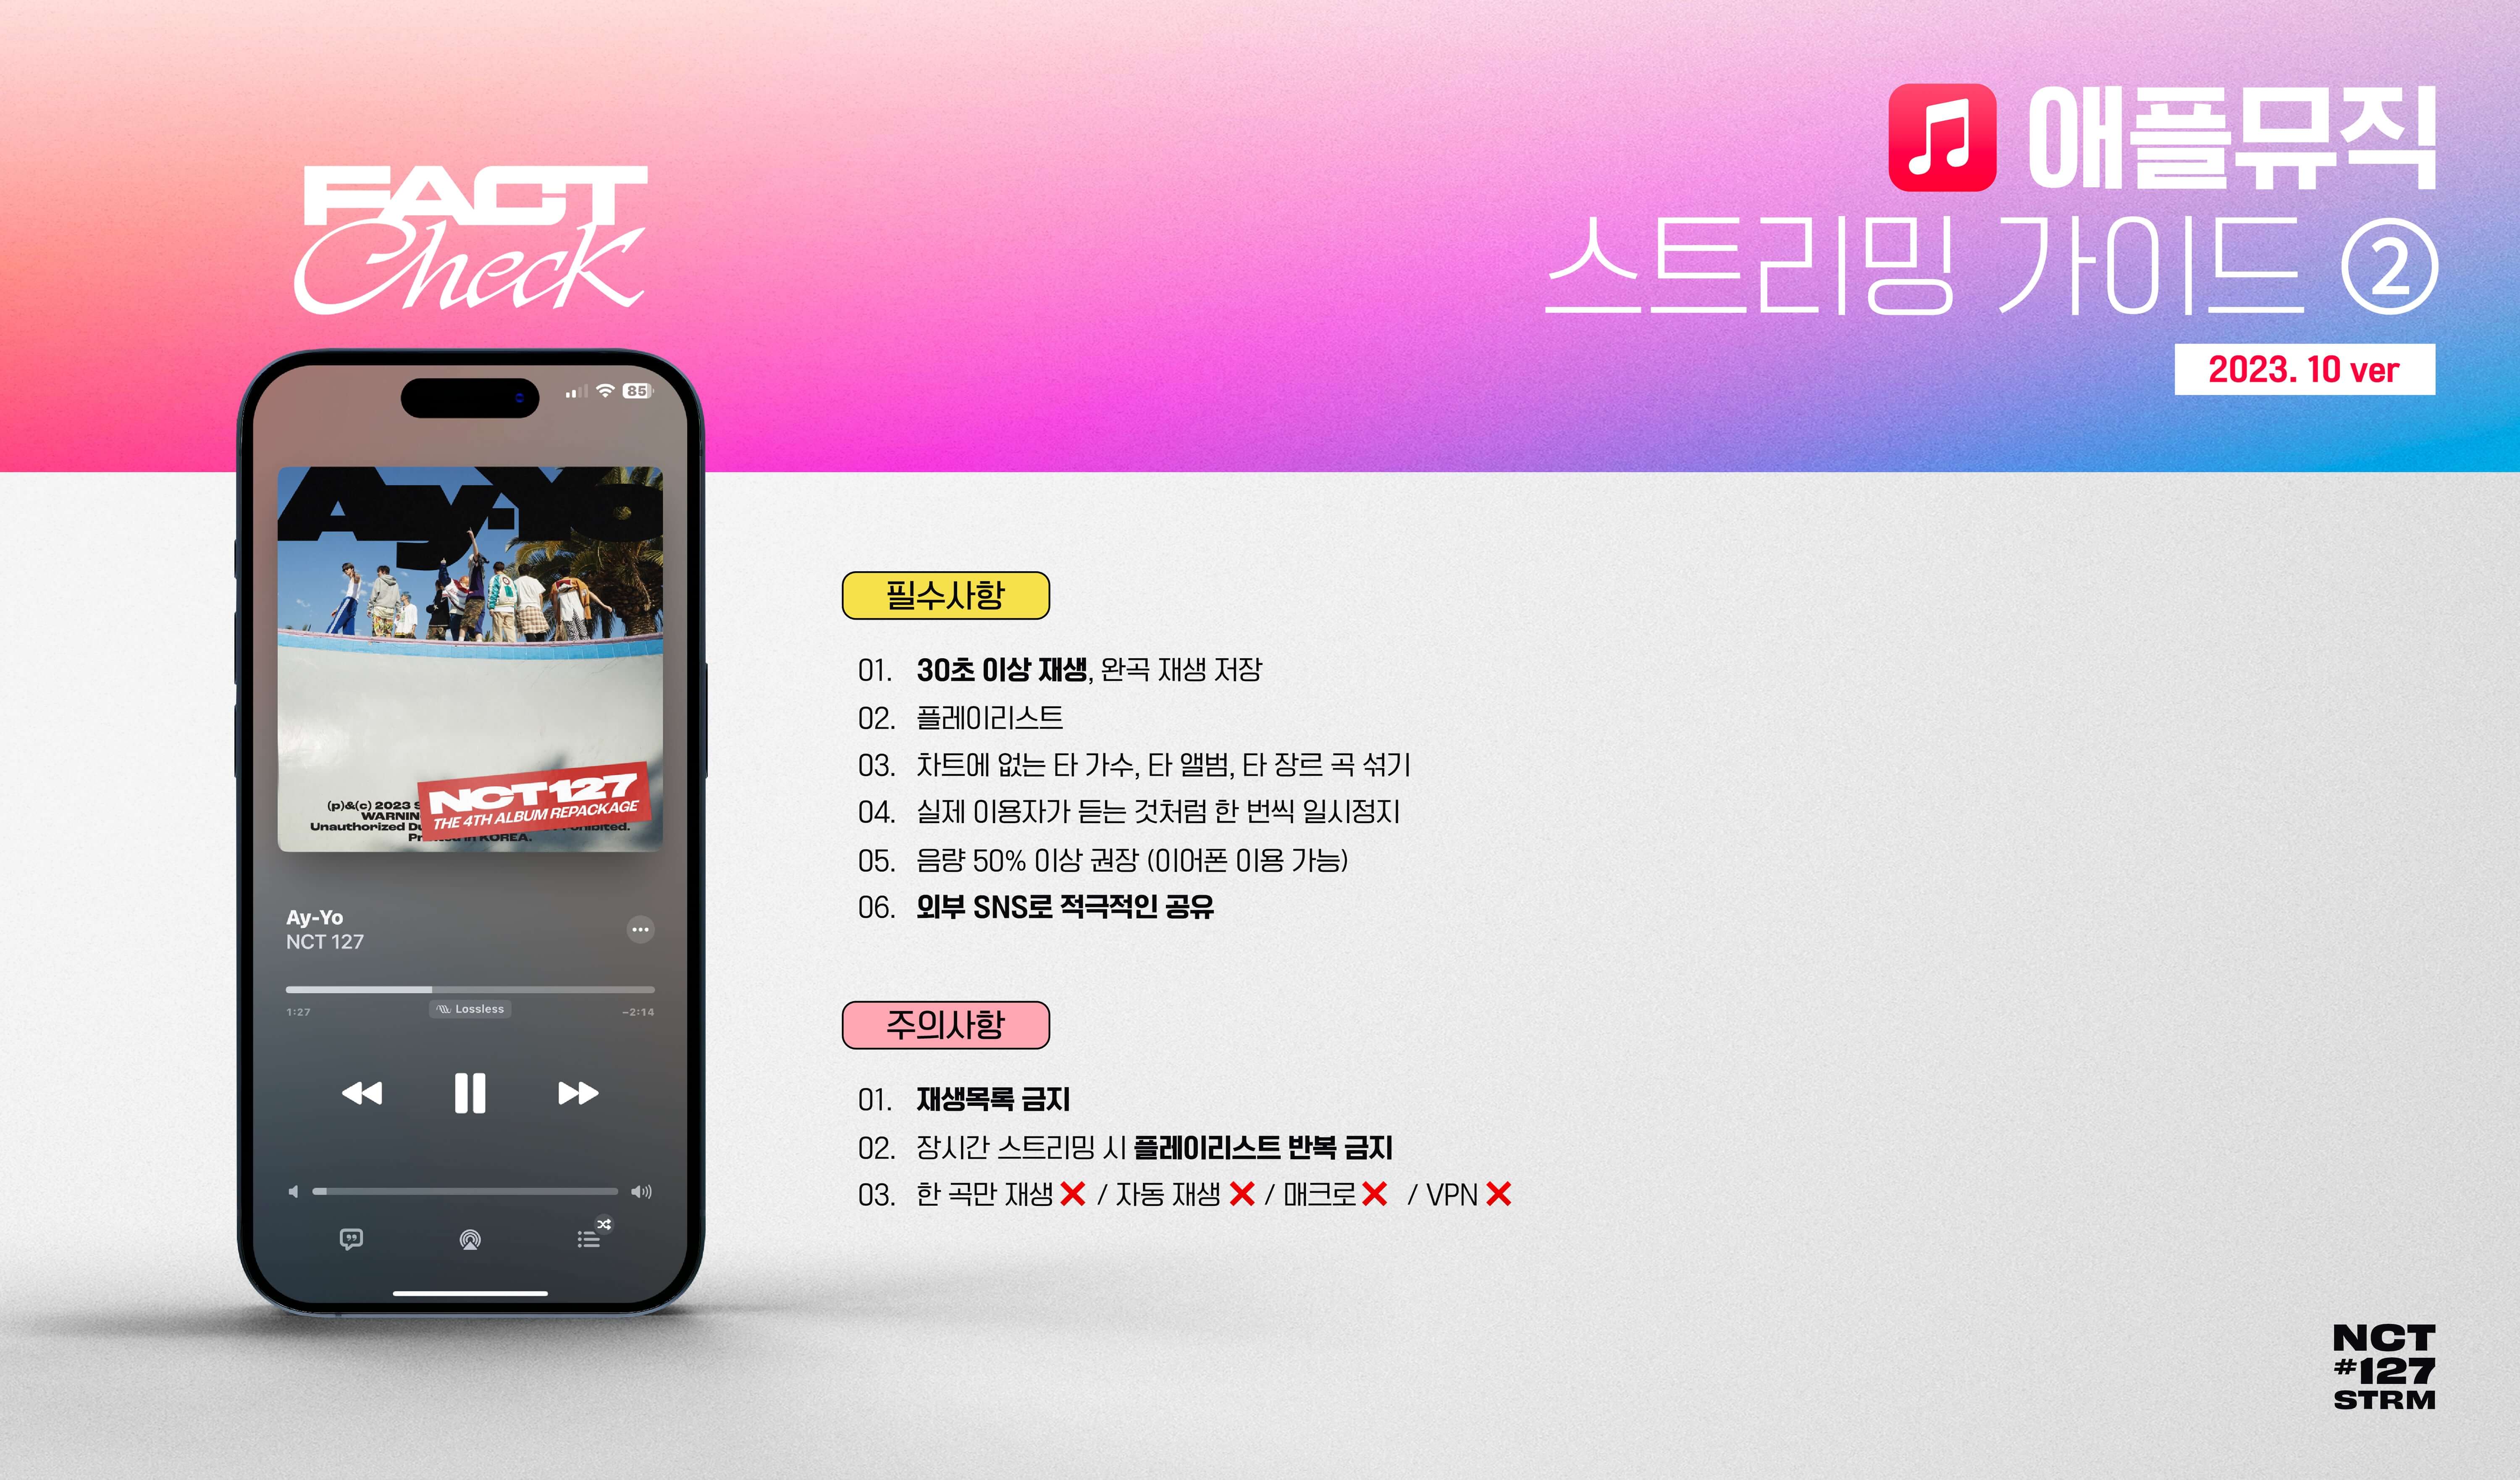 FACT
Check
애플뮤직
스트리밍 가이드 ②
2023. 10 ver
85
Ay-Yo
(p)&(c) 2023 S
WARNIN
Unauthorized Du
NCT127
THE 4TH ALBUM REPACKAGE
in KOREA.
Ay-Yo
NCT 127
1:27
Lossless
-2:14
필수사항
01. 30초 이상 재생, 완곡 재생 저장
02. 플레이리스트
03. 차트에 없는 타 가수, 타 앨범, 타 장르 곡 섞기
04. 실제 이용자가 듣는 것처럼 한 번씩 일시정지
05. 음량 50% 이상 권장 (이어폰 이용 가능)
06. 외부 SNS로 적극적인 공유
주의사항
01. 재생목록 금지
02. 장시간 스트리밍 시 플레이리스트 반복 금지
03. 한 곡만 재생❌ / 자동 재생 ❌ / 매크로❌ / VPN ❌
NCT
#127
STRM